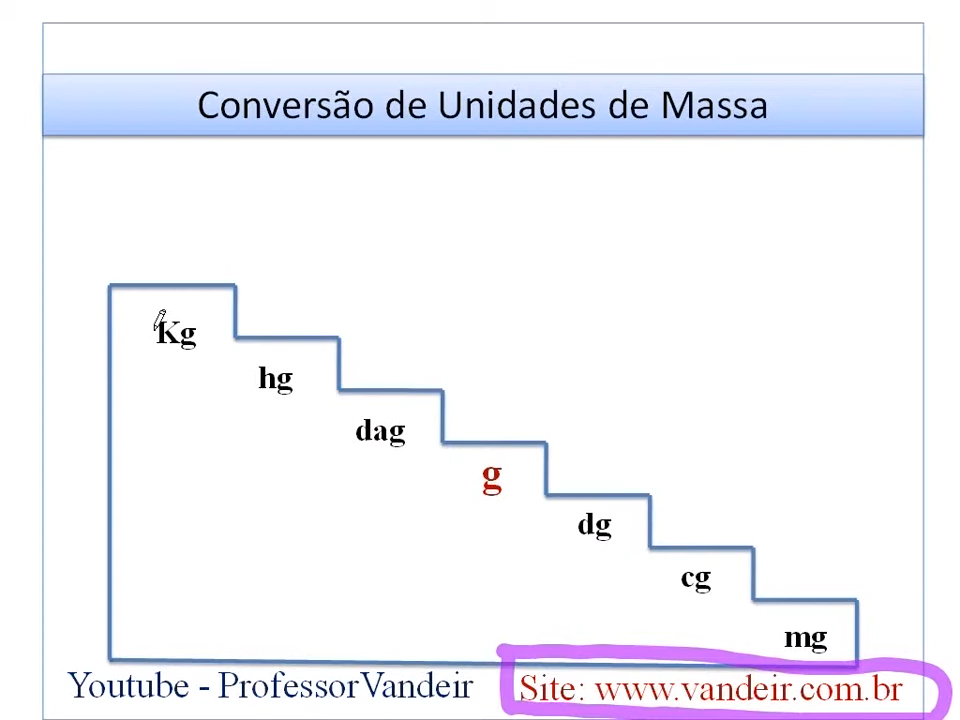 Conversão de Unidades de Massa
Kg
hg
dag
g
dg
cg
mg
Youtube - ProfessorVandeir
Site: www.vandeir.com.br